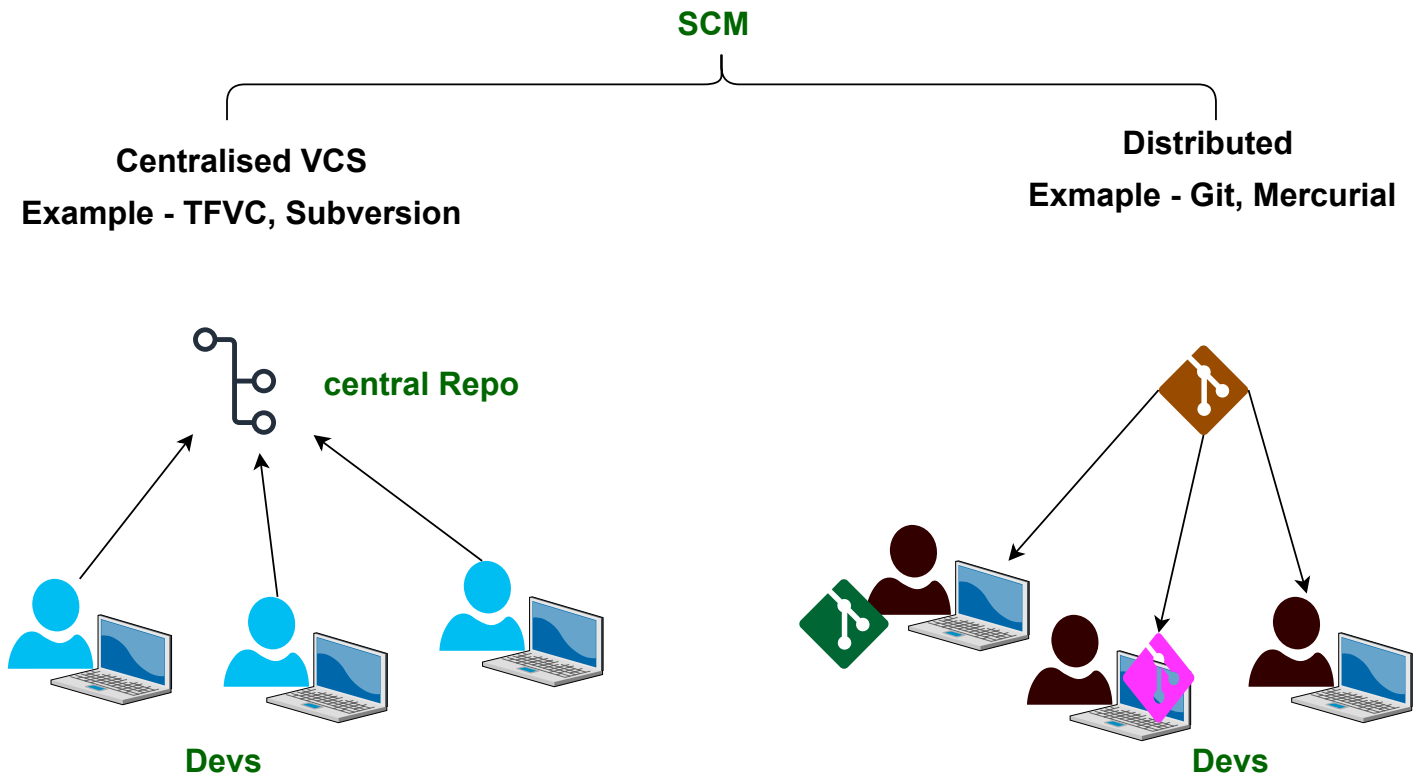 SCM
Centralised VCS
Example - TFVC, Subversion
Distributed
Exmaple - Git, Mercurial
central Repo
Devs
Devs